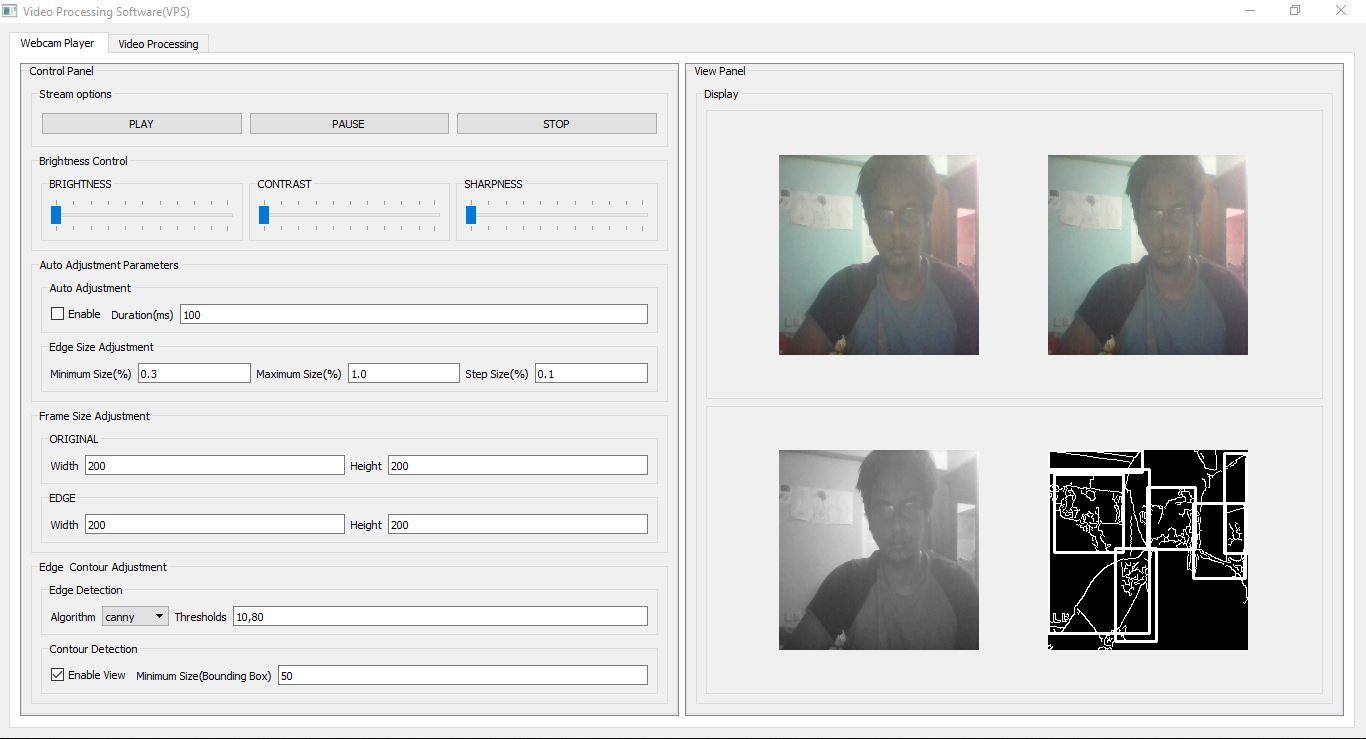 Video Processing Software(VPS)
Webcam Player Video Processing
Control Panel
Stream options
PLAY PAUSE STOP
Brightness Control
BRIGHTNESS CONTRAST SHARPNESS
Auto Adjustment Parameters
Auto Adjustment
Enable Duration(ms) 100
Edge Size Adjustment
Minimum Size(%) 0.3 Maximum Size(%) 1.0 Step Size(%) 0.1
Frame Size Adjustment
ORIGINAL
Width 200 Height 200
EDGE
Width 200 Height 200
Edge Contour Adjustment
Edge Detection
Algorithm canny Thresholds 10,80
Contour Detection
Enable View Minimum Size(Bounding Box) 50
View Panel
Display